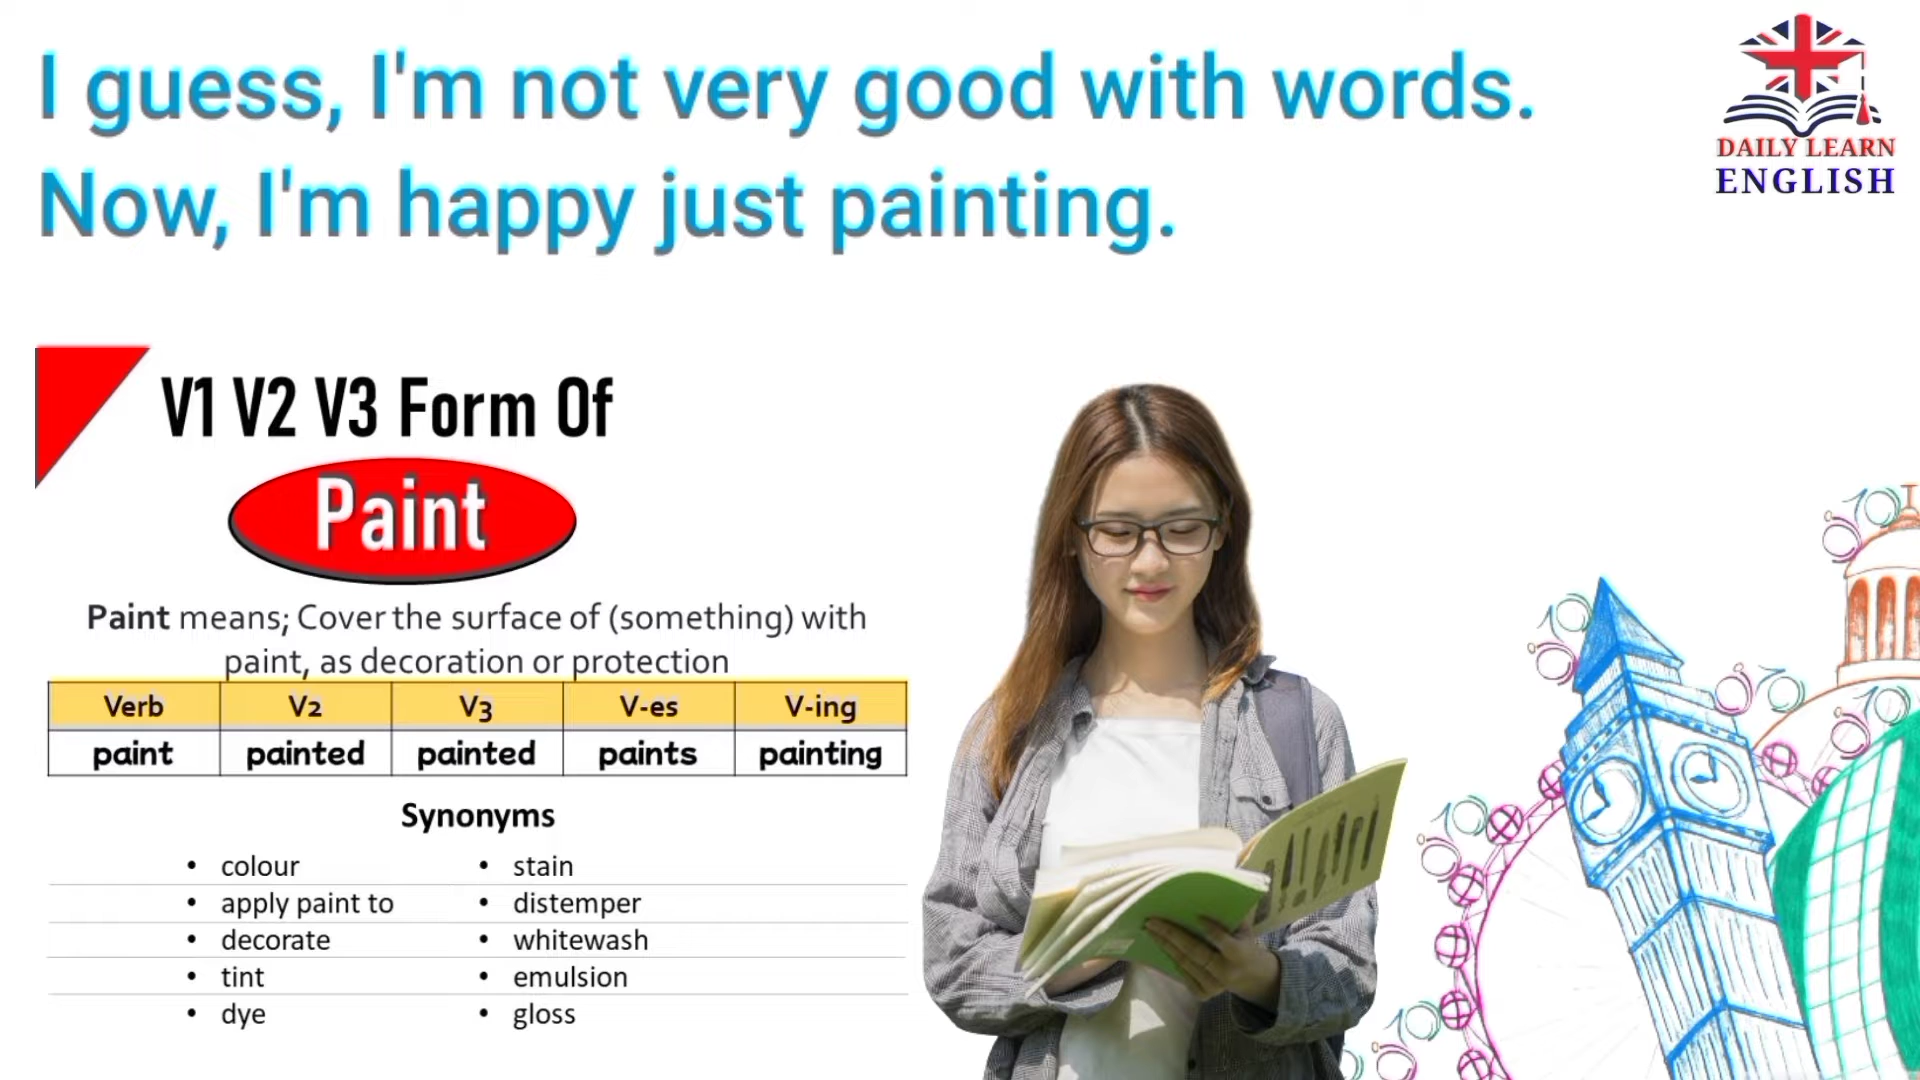 I guess, I'm not very good with words.
Now, I'm happy just painting.
DAILY LEARN
ENGLISH
V1 V2 V3 Form Of
Paint
Paint means; Cover the surface of (something) with
paint, as decoration or protection
Verb V2 V3 V-es V-ing
paint painted painted paints painting
Synonyms
• colour • stain
• apply paint to • distemper
• decorate • whitewash
• tint • emulsion
• dye • gloss